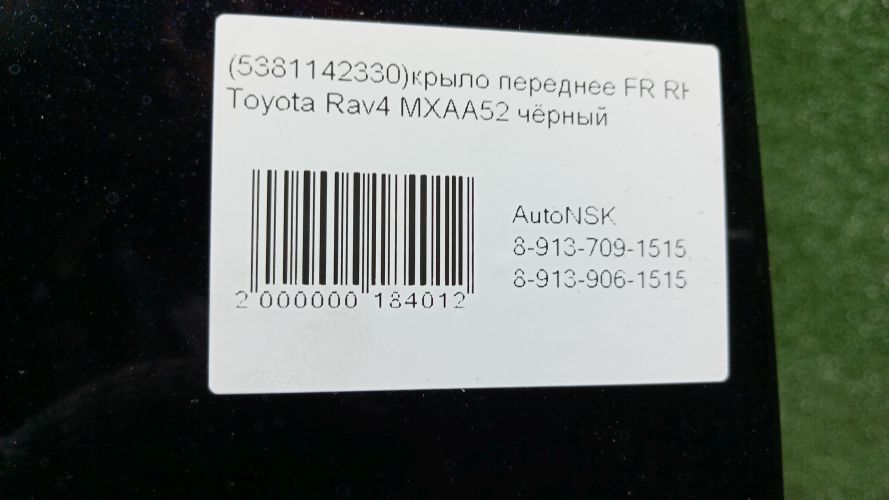 (5381142330)крыло переднее FR RH
Toyota Rav4 MXAA52 чёрный
AutoNSK
8-913-709-1515
8-913-906-1515
2 000000 184012